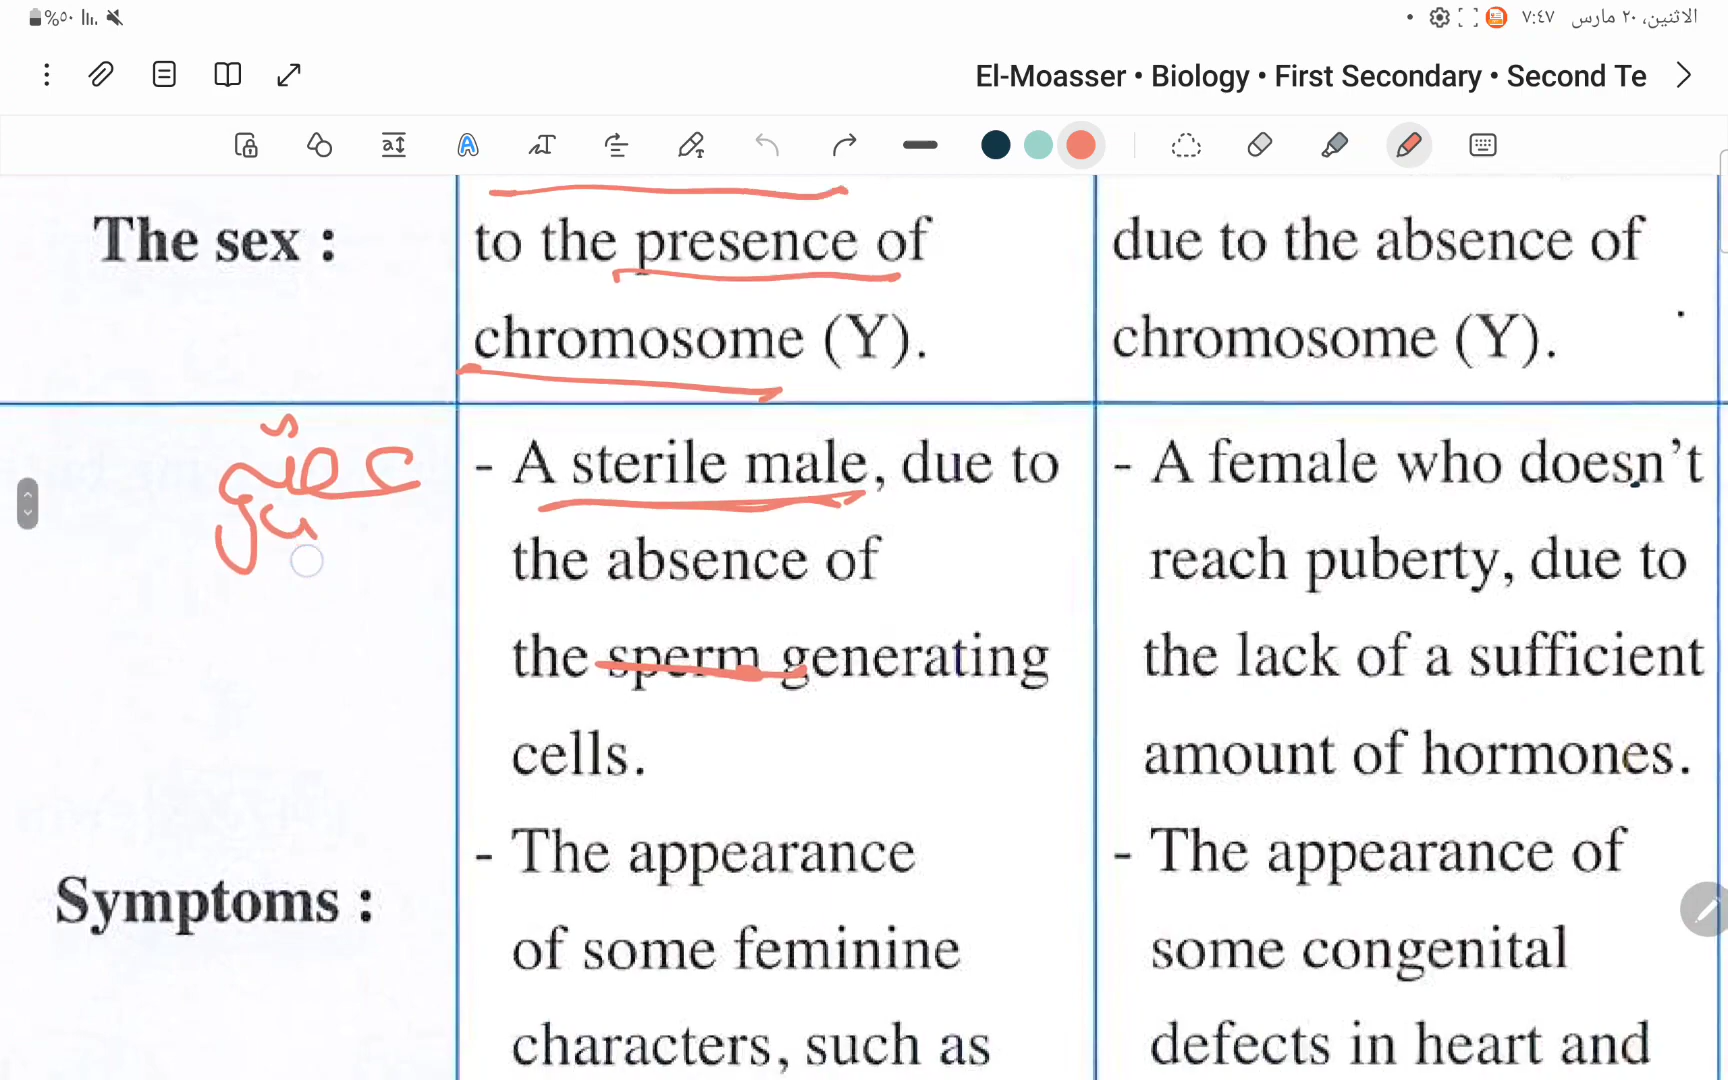 %٥٠
٧:٤٧ الاثنين، ٢٠ مارس
El-Moasser • Biology • First Secondary • Second Te
The sex :
to the presence of
chromosome (Y).
due to the absence of
chromosome (Y).
Symptoms :
- A sterile male, due to
the absence of
the sperm generating
cells.
- The appearance
of some feminine
characters, such as
- A female who doesn't
reach puberty, due to
the lack of a sufficient
amount of hormones.
- The appearance of
some congenital
defects in heart and